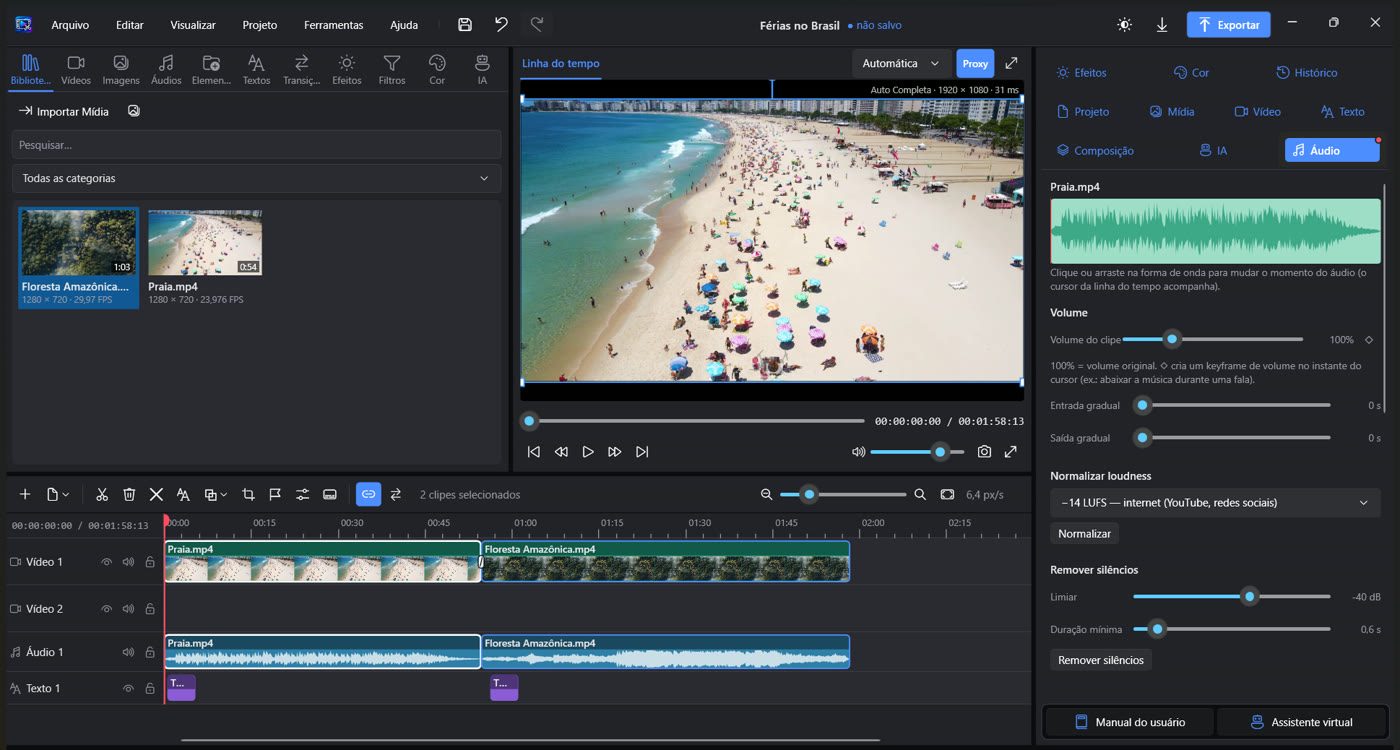 Arquivo Editar Visualizar Projeto Ferramentas Ajuda Férias no Brasil • não salvo Exportar
Bibliote... Vídeos Imagens Áudios Elemen... Textos Transiç... Efeitos Filtros Cor IA
Importar Mídia
Pesquisar...
Todas as categorias
1:03 0:54
Floresta Amazônica.... Praia.mp4
1280 × 720 · 29,97 FPS 1280 × 720 · 23,976 FPS
Linha do tempo Automática Proxy
Auto Completa · 1920 × 1080 · 31 ms
00:00:00:00 / 00:01:58:13
Efeitos Cor Histórico
Projeto Mídia Vídeo Texto
Composição IA Áudio
Praia.mp4
Clique ou arraste na forma de onda para mudar o momento do áudio (o
cursor da linha do tempo acompanha).
Volume
Volume do clipe 100% ◇
100% = volume original. ◇ cria um keyframe de volume no instante do
cursor (ex.: abaixar a música durante uma fala).
Entrada gradual 0 s
Saída gradual 0 s
Normalizar loudness
−14 LUFS — internet (YouTube, redes sociais)
Normalizar
Remover silêncios
Limiar -40 dB
Duração mínima 0,6 s
Remover silêncios
Manual do usuário Assistente virtual
2 clipes selecionados 6,4 px/s
00:00:00:00 / 00:01:58:13 00:00 00:15 00:30 00:45 01:00 01:15 01:30 01:45 02:00 02:15
Praia.mp4 Floresta Amazônica.mp4
Vídeo 1
Vídeo 2
Praia.mp4 Floresta Amazônica.mp4
Áudio 1
Texto 1 T... T...